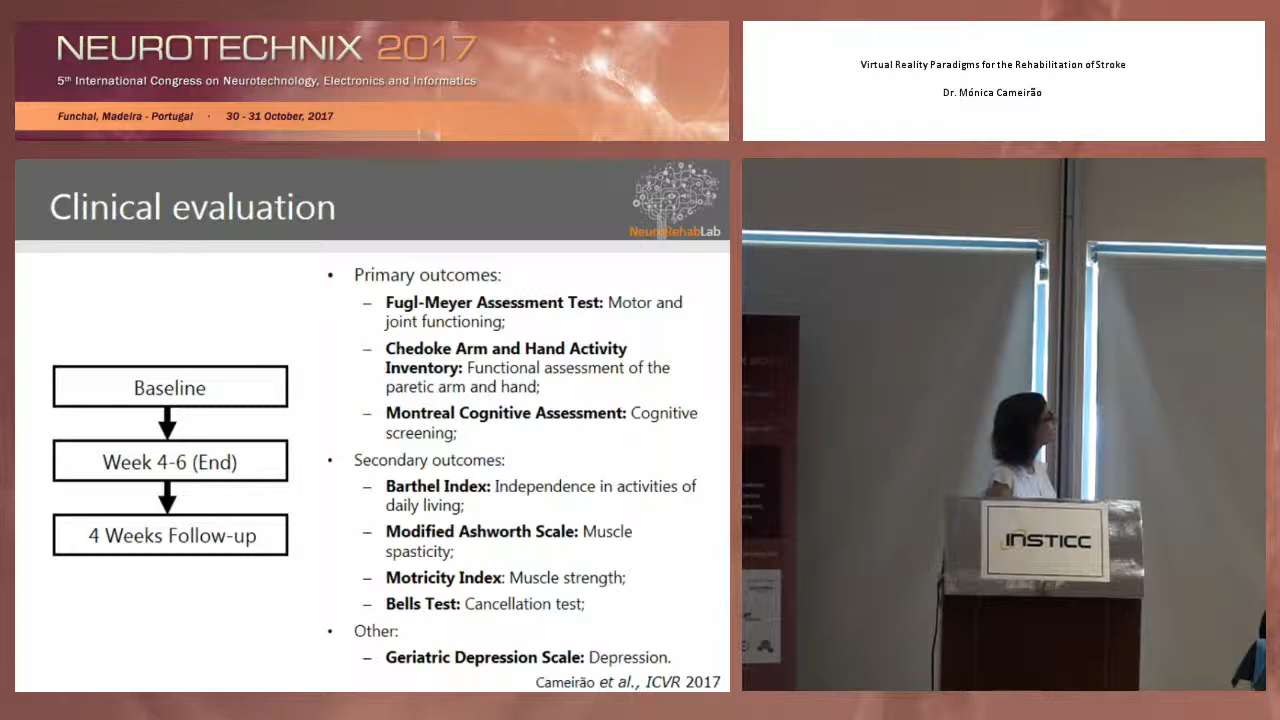 NEUROTECHNIX 2017
5th International Congress on Neurotechnology, Electronics and Informatics
Funchal, Madeira - Portugal · 30 - 31 October, 2017
Virtual Reality Paradigms for the Rehabilitation of Stroke
Dr. Mónica Cameirão
Clinical evaluation
NeuroRehabLab
Baseline
Week 4-6 (End)
4 Weeks Follow-up
• Primary outcomes:
– Fugl-Meyer Assessment Test: Motor and
joint functioning;
– Chedoke Arm and Hand Activity
Inventory: Functional assessment of the
paretic arm and hand;
– Montreal Cognitive Assessment: Cognitive
screening;
• Secondary outcomes:
– Barthel Index: Independence in activities of
daily living;
– Modified Ashworth Scale: Muscle
spasticity;
– Motricity Index: Muscle strength;
– Bells Test: Cancellation test;
• Other:
– Geriatric Depression Scale: Depression.
Cameirão et al., ICVR 2017
INSTICC